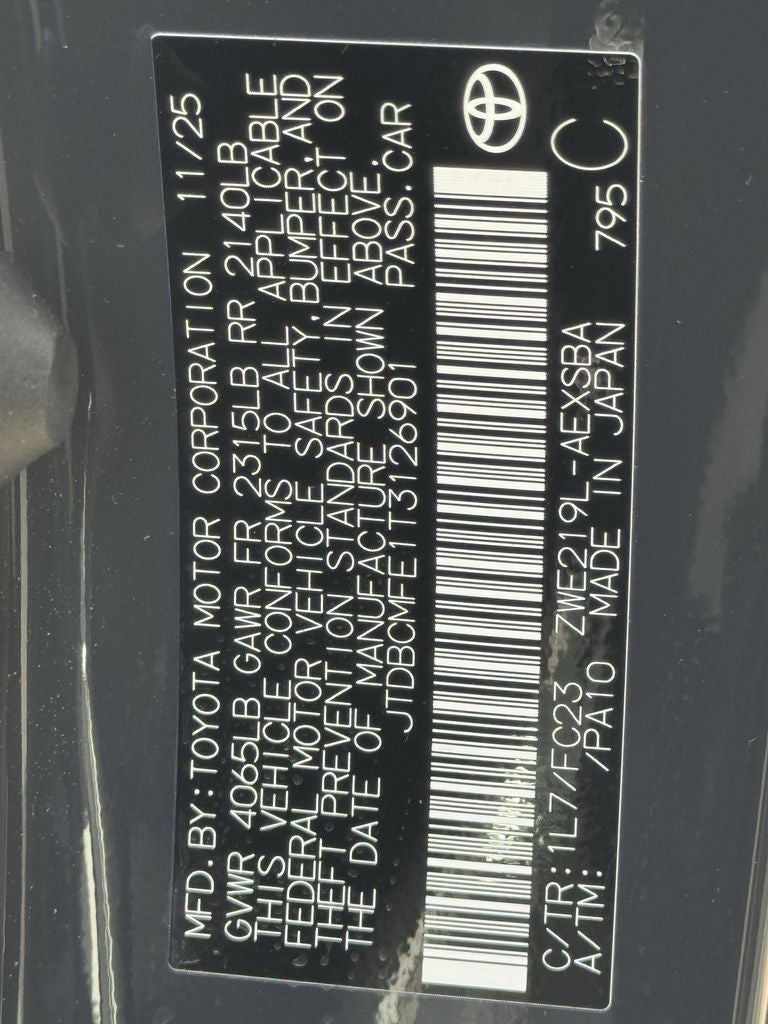 MFD.BY:TOYOTA MOTOR CORPORATION 11/25
GVWR 4065LB GAWR FR 2315LB RR 2140LB
THIS VEHICLE CONFORMS TO ALL APPLICABLE
FEDERAL MOTOR VEHICLE SAFETY,BUMPER,AND
THEFT PREVENTION STANDARDS IN EFFECT ON
THE DATE OF MANUFACTURE SHOWN ABOVE.
JTDBCMFE1T3126901 PASS.CAR
C/TR:1L7/FC23 ZWE219L-AEXSBA 795 C
A/TM: /PA10 MADE IN JAPAN